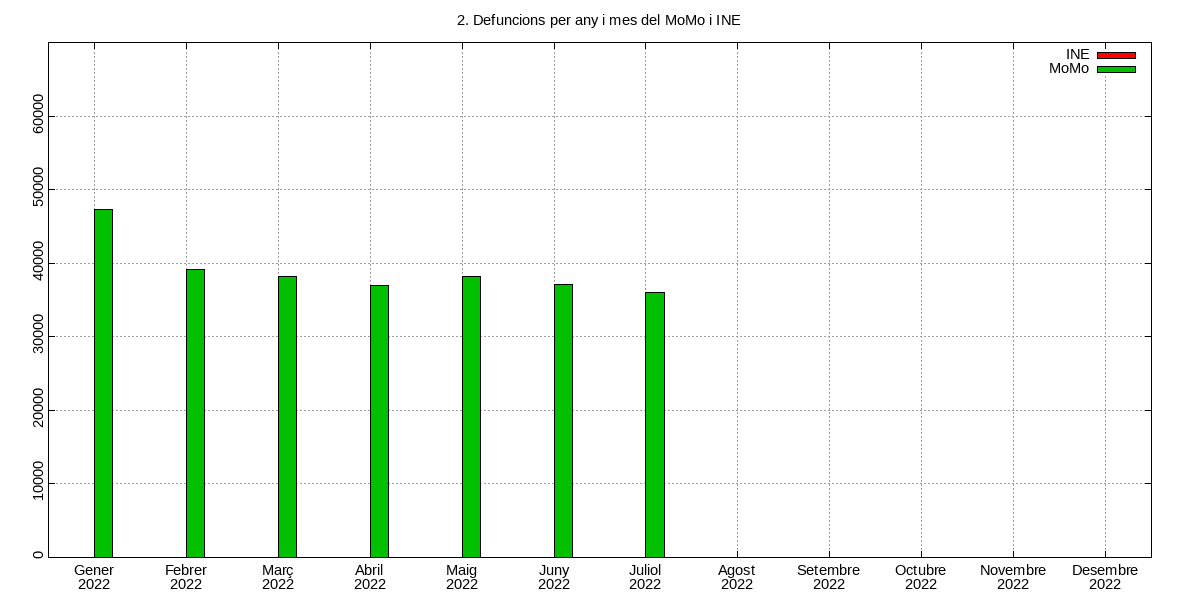 2. Defuncions per any i mes del MoMo i INE
INE
MoMo
60000
50000
40000
30000
20000
10000
0
Gener Febrer Març Abril Maig Juny Juliol Agost Setembre Octubre Novembre Desembre
2022 2022 2022 2022 2022 2022 2022 2022 2022 2022 2022 2022